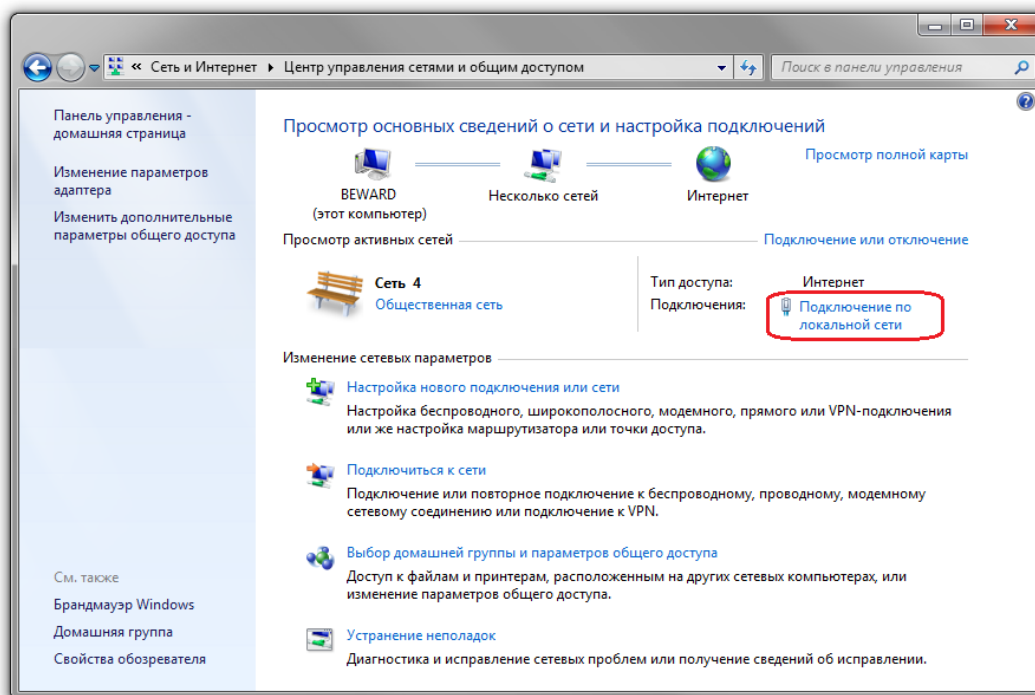 « Сеть и Интернет ▸ Центр управления сетями и общим доступом
Поиск в панели управления
Панель управления -
домашняя страница
Изменение параметров
адаптера
Изменить дополнительные
параметры общего доступа
См. также
Брандмауэр Windows
Домашняя группа
Свойства обозревателя
Просмотр основных сведений о сети и настройка подключений
Просмотр полной карты
BEWARD
(этот компьютер)
Несколько сетей
Интернет
Просмотр активных сетей
Подключение или отключение
Сеть 4
Общественная сеть
Тип доступа: Интернет
Подключения: Подключение по
локальной сети
Изменение сетевых параметров
Настройка нового подключения или сети
Настройка беспроводного, широкополосного, модемного, прямого или VPN-подключения
или же настройка маршрутизатора или точки доступа.
Подключиться к сети
Подключение или повторное подключение к беспроводному, проводному, модемному
сетевому соединению или подключение к VPN.
Выбор домашней группы и параметров общего доступа
Доступ к файлам и принтерам, расположенным на других сетевых компьютерах, или
изменение параметров общего доступа.
Устранение неполадок
Диагностика и исправление сетевых проблем или получение сведений об исправлении.